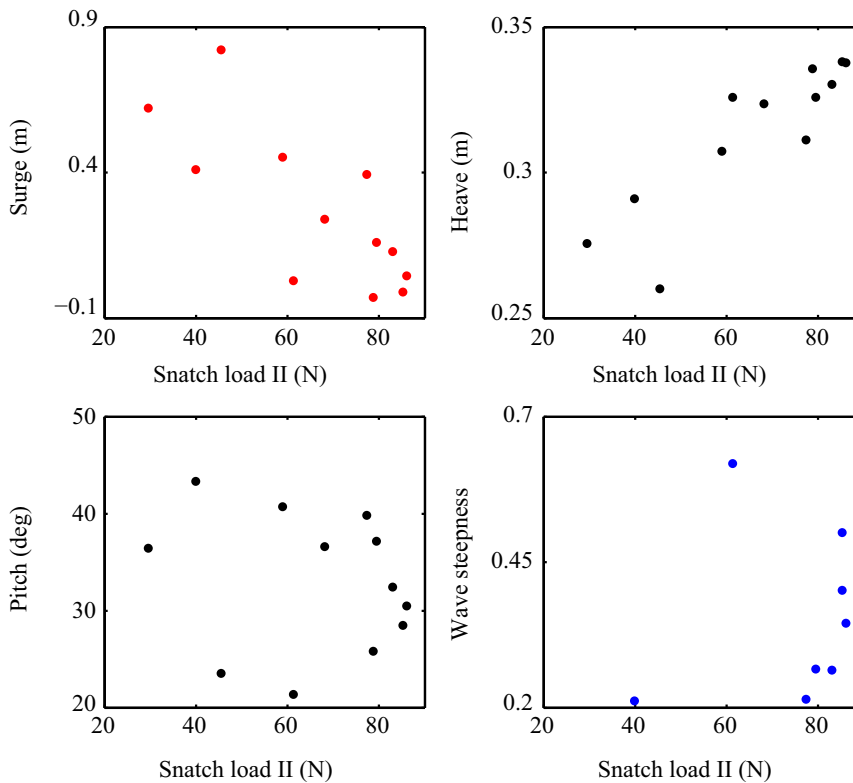 0.9
0.4
−0.1
Surge (m)
20 40 60 80
Snatch load II (N)
0.35
0.3
0.25
Heave (m)
20 40 60 80
Snatch load II (N)
50
40
30
20
Pitch (deg)
20 40 60 80
Snatch load II (N)
0.7
0.45
0.2
Wave steepness
20 40 60 80
Snatch load II (N)